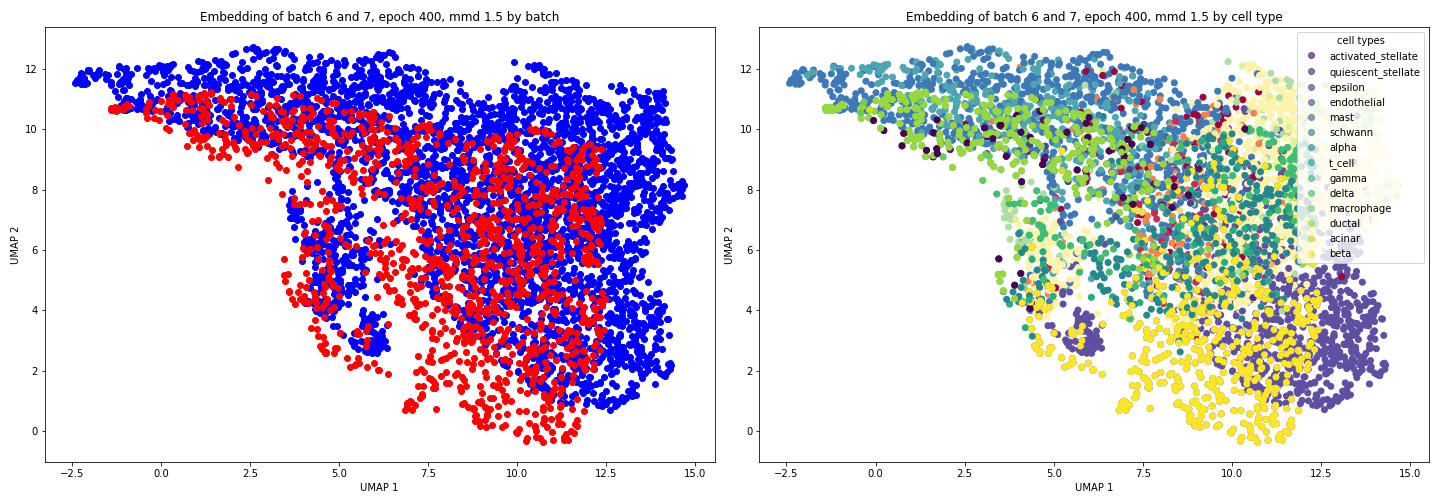 Embedding of batch 6 and 7, epoch 400, mmd 1.5 by batch
12
10
8
6
4
2
0
UMAP 2
−2.5
0.0
2.5
5.0
7.5
10.0
12.5
15.0
UMAP 1
Embedding of batch 6 and 7, epoch 400, mmd 1.5 by cell type
12
10
8
6
4
2
0
UMAP 2
−2.5
0.0
2.5
5.0
7.5
10.0
12.5
15.0
UMAP 1
cell types
activated_stellate
quiescent_stellate
epsilon
endothelial
mast
schwann
alpha
t_cell
gamma
delta
macrophage
ductal
acinar
beta